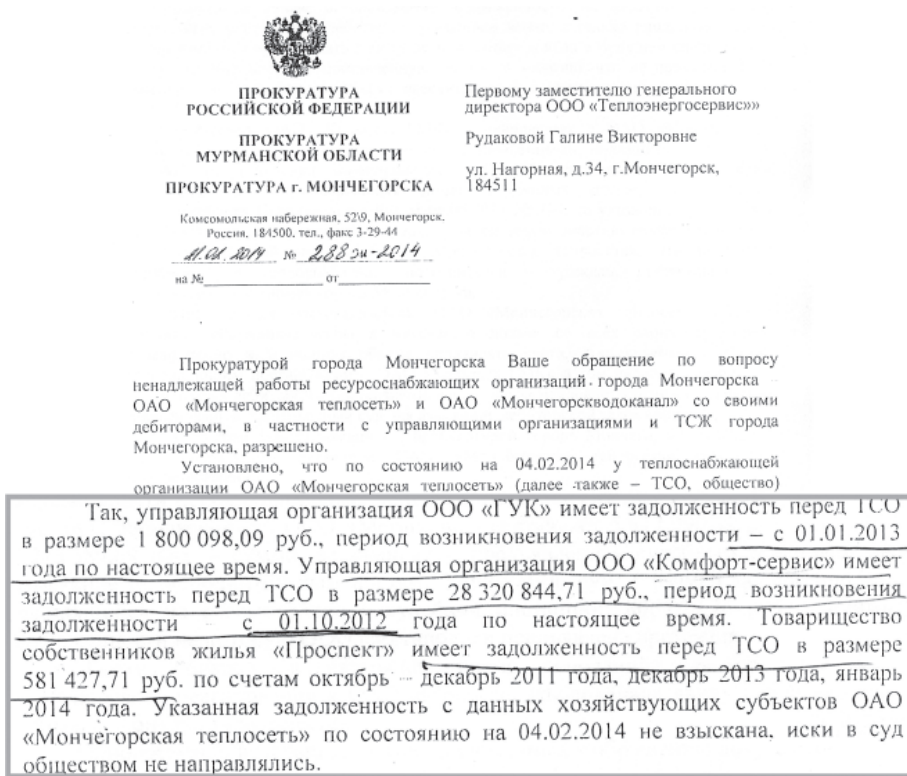 ПРОКУРАТУРА
РОССИЙСКОЙ ФЕДЕРАЦИИ
ПРОКУРАТУРА
МУРМАНСКОЙ ОБЛАСТИ
ПРОКУРАТУРА г. МОНЧЕГОРСКА
Комсомольская набережная, 52\9, Мончегорск.
Россия, 184500, тел., факс 3-29-44
2014 № 288 -2014
на № от
Первому заместителю генерального
директора ООО «Теплоэнергосервис»»
Рудаковой Галине Викторовне
ул. Нагорная, д.34, г.Мончегорск,
184511
Прокуратурой города Мончегорска Ваше обращение по вопросу
ненадлежащей работы ресурсоснабжающих организаций города Мончегорска
ОАО «Мончегорская теплосеть» и ОАО «Мончегорскводоканал» со своими
дебиторами, в частности с управляющими организациями и ТСЖ города
Мончегорска, разрешено.
Установлено, что по состоянию на 04.02.2014 у теплоснабжающей
организации ОАО «Мончегорская теплосеть» (далее также – ТСО, общество)
Так, управляющая организация ООО «ГУК» имеет задолженность перед ТСО
в размере 1 800 098,09 руб., период возникновения задолженности – с 01.01.2013
года по настоящее время. Управляющая организация ООО «Комфорт-сервис» имеет
задолженность перед ТСО в размере 28 320 844,71 руб., период возникновения
задолженности – с 01.10.2012 года по настоящее время. Товарищество
собственников жилья «Проспект» имеет задолженность перед ТСО в размере
581 427,71 руб. по счетам октябрь – декабрь 2011 года, декабрь 2013 года, январь
2014 года. Указанная задолженность с данных хозяйствующих субъектов ОАО
«Мончегорская теплосеть» по состоянию на 04.02.2014 не взыскана, иски в суд
обществом не направлялись.